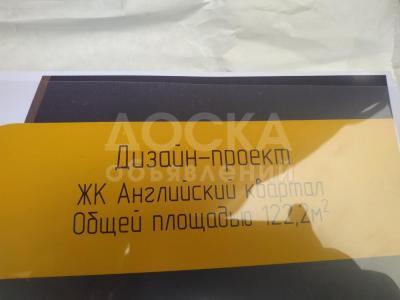 ДОСКА
ОБЪЯВЛЕНИЙ
Дизайн-проект
ЖК Английский квартал
Общей площадью 122,2м²